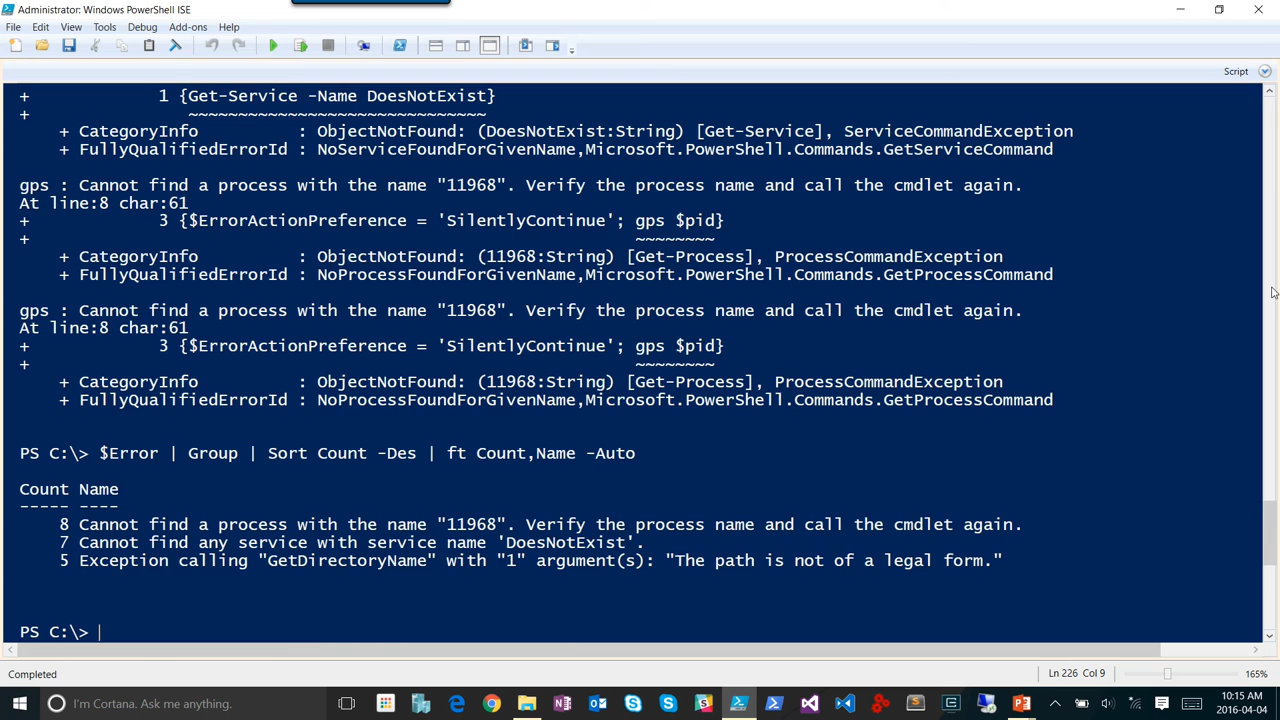 Administrator: Windows PowerShell ISE
File Edit View Tools Debug Add-ons Help
Script
+              1 {Get-Service -Name DoesNotExist}
+                ~~~~~~~~~~~~~~~~~~~~~~~~~~~~~~
    + CategoryInfo          : ObjectNotFound: (DoesNotExist:String) [Get-Service], ServiceCommandException
    + FullyQualifiedErrorId : NoServiceFoundForGivenName,Microsoft.PowerShell.Commands.GetServiceCommand
gps : Cannot find a process with the name "11968". Verify the process name and call the cmdlet again.
At line:8 char:61
+              3 {$ErrorActionPreference = 'SilentlyContinue'; gps $pid}
+                                                             ~~~~~~~~
    + CategoryInfo          : ObjectNotFound: (11968:String) [Get-Process], ProcessCommandException
    + FullyQualifiedErrorId : NoProcessFoundForGivenName,Microsoft.PowerShell.Commands.GetProcessCommand
gps : Cannot find a process with the name "11968". Verify the process name and call the cmdlet again.
At line:8 char:61
+              3 {$ErrorActionPreference = 'SilentlyContinue'; gps $pid}
+                                                             ~~~~~~~~
    + CategoryInfo          : ObjectNotFound: (11968:String) [Get-Process], ProcessCommandException
    + FullyQualifiedErrorId : NoProcessFoundForGivenName,Microsoft.PowerShell.Commands.GetProcessCommand
PS C:\> $Error | Group | Sort Count -Des | ft Count,Name -Auto
Count Name
----- ----
    8 Cannot find a process with the name "11968". Verify the process name and call the cmdlet again.
    7 Cannot find any service with service name 'DoesNotExist'.
    5 Exception calling "GetDirectoryName" with "1" argument(s): "The path is not of a legal form."
PS C:\>
Completed
Ln 226 Col 9
165%
I'm Cortana. Ask me anything.
10:15 AM
2016-04-04